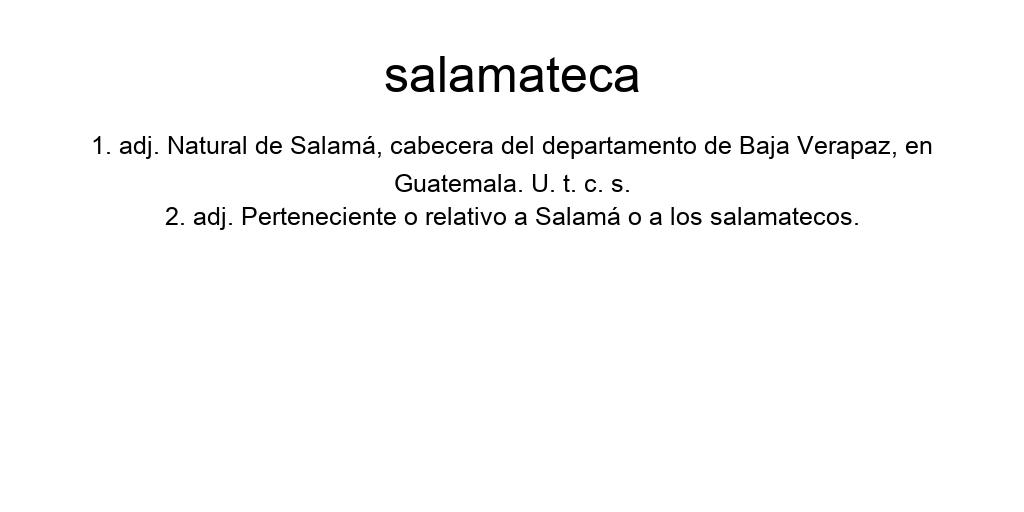 salamateca
1. adj. Natural de Salamá, cabecera del departamento de Baja Verapaz, en
Guatemala. U. t. c. s.
2. adj. Perteneciente o relativo a Salamá o a los salamatecos.